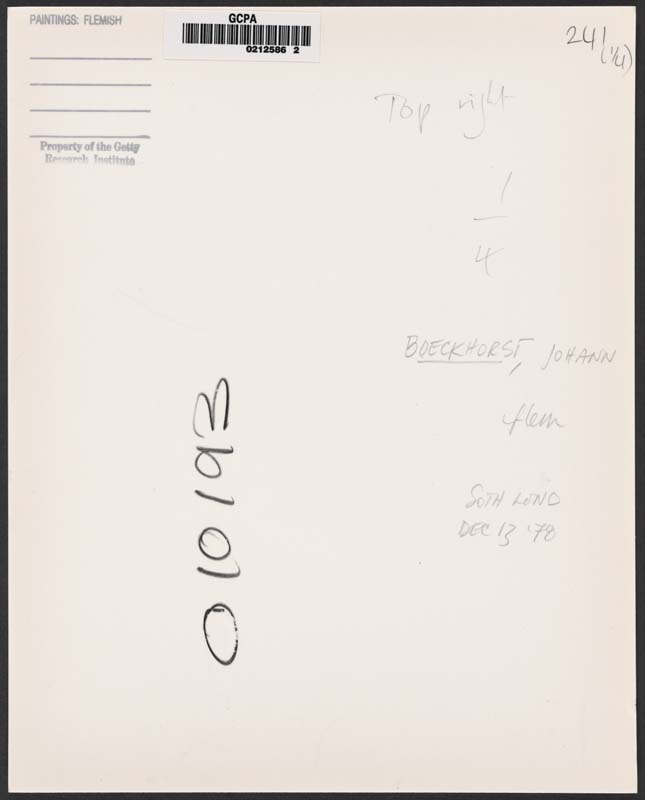 PAINTINGS: FLEMISH
GCPA
0212586 2
241 (1/4)
Property of the Getty
Research Institute
Top right
1
4
BOECKHORST, JOHANN
flem
SOTH LOND
DEC 13 '78
010193